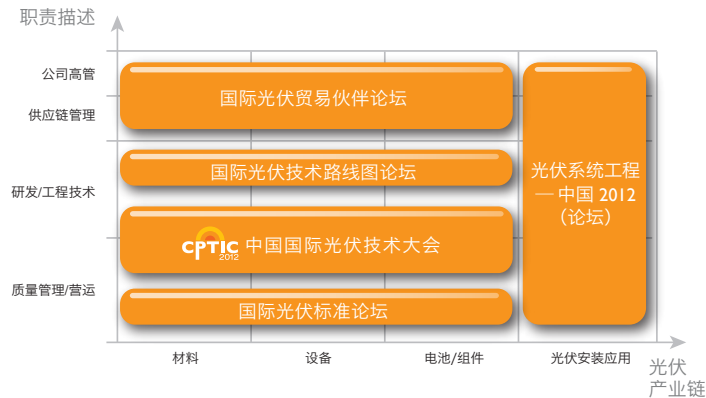 职责描述
公司高管
供应链管理
研发/工程技术
质量管理/营运
国际光伏贸易伙伴论坛
国际光伏技术路线图论坛
CPTIC 2012 中国国际光伏技术大会
国际光伏标准论坛
光伏系统工程
— 中国 2012
（论坛）
材料
设备
电池/组件
光伏安装应用
光伏
产业链